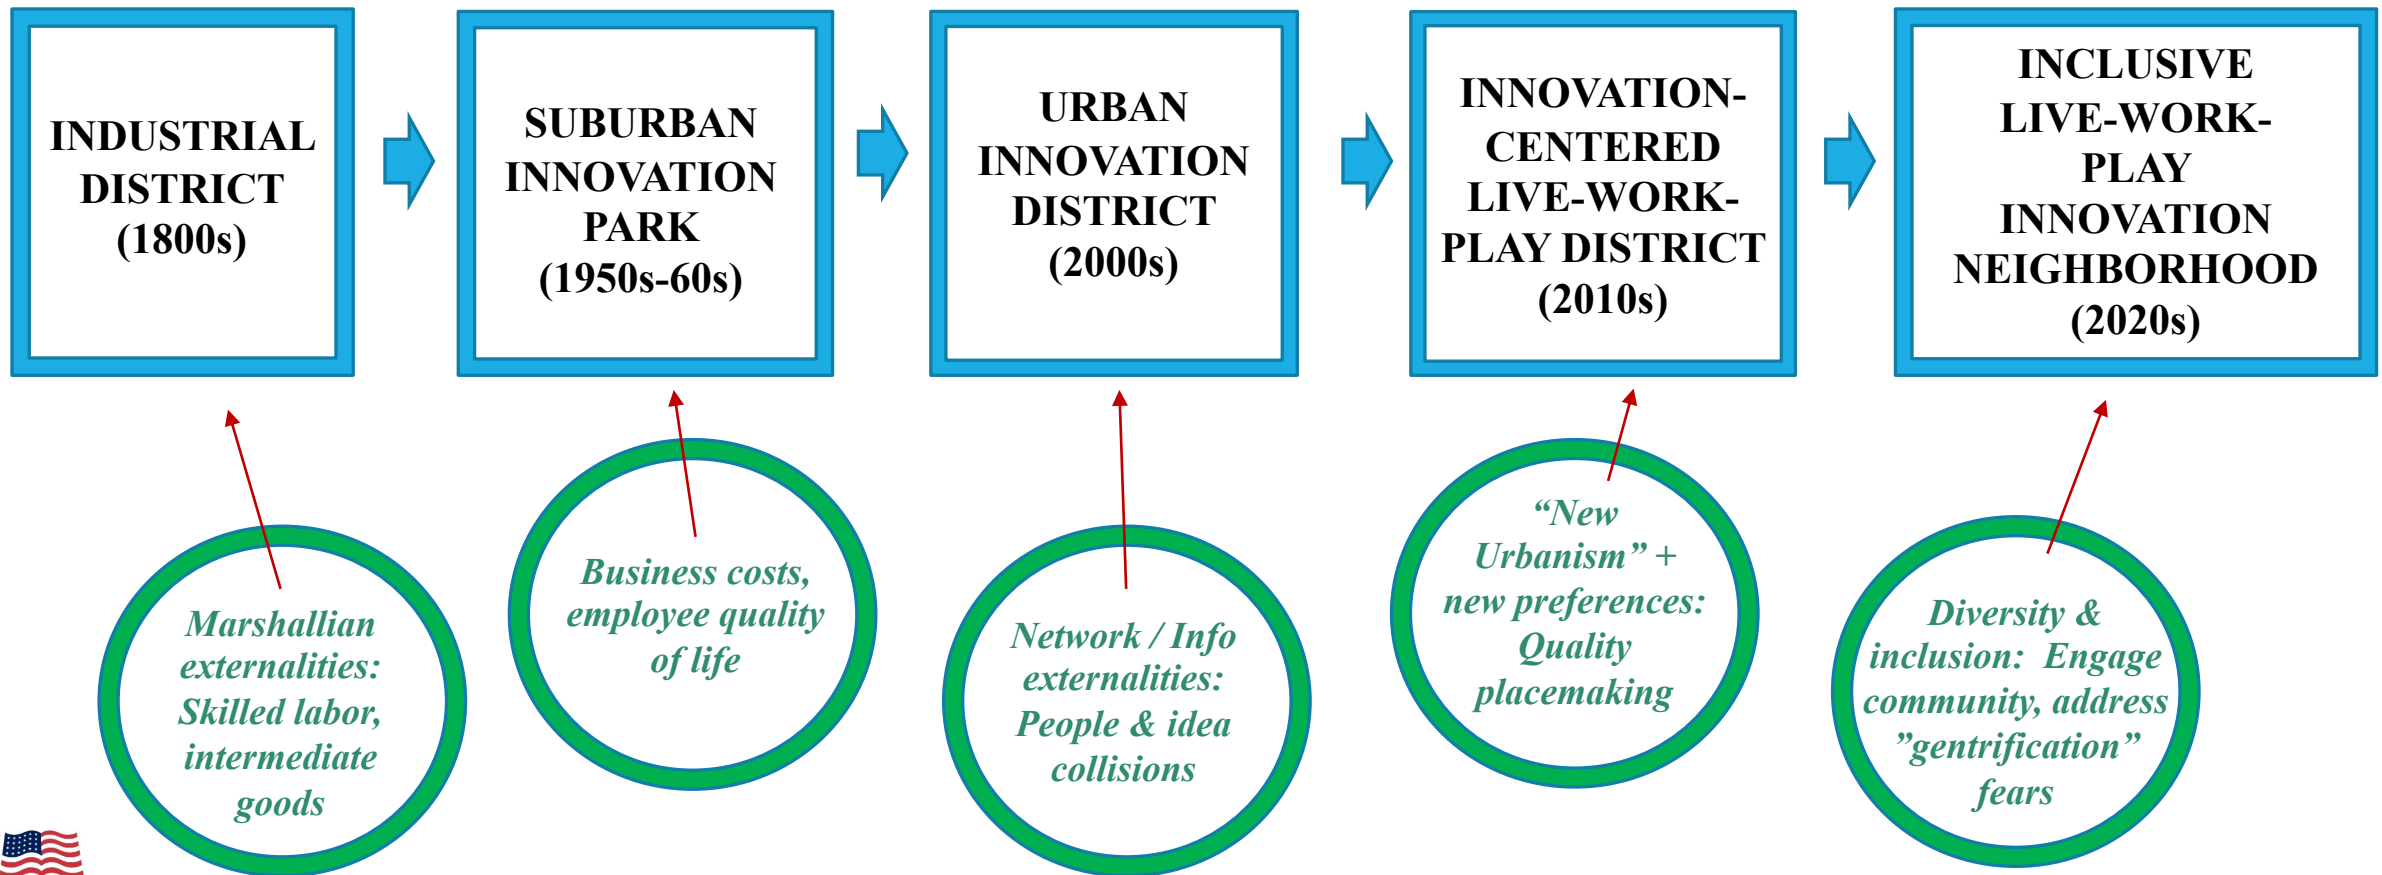 INDUSTRIAL
DISTRICT
(1800s)
SUBURBAN
INNOVATION
PARK
(1950s-60s)
URBAN
INNOVATION
DISTRICT
(2000s)
INNOVATION-
CENTERED
LIVE-WORK-
PLAY DISTRICT
(2010s)
INCLUSIVE
LIVE-WORK-
PLAY
INNOVATION
NEIGHBORHOOD
(2020s)
Marshallian
externalities:
Skilled labor,
intermediate
goods
Business costs,
employee quality
of life
Network / Info
externalities:
People & idea
collisions
“New
Urbanism” +
new preferences:
Quality
placemaking
Diversity &
inclusion:  Engage
community, address
”gentrification”
fears